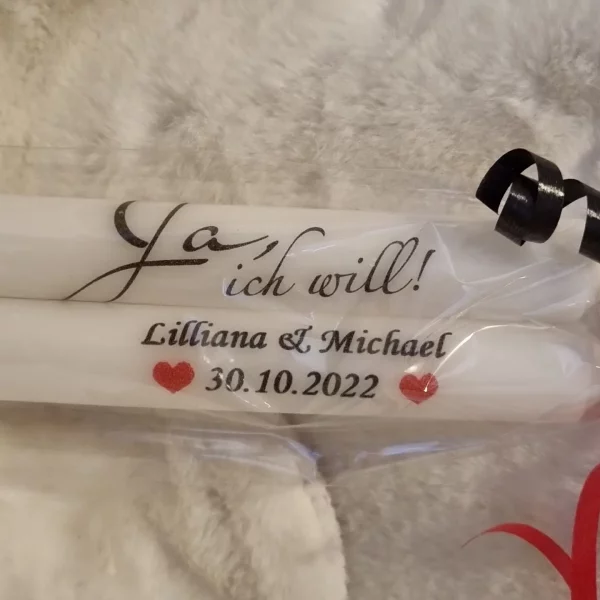 Ja,
ich will!
Lilliana & Michael
30.10.2022